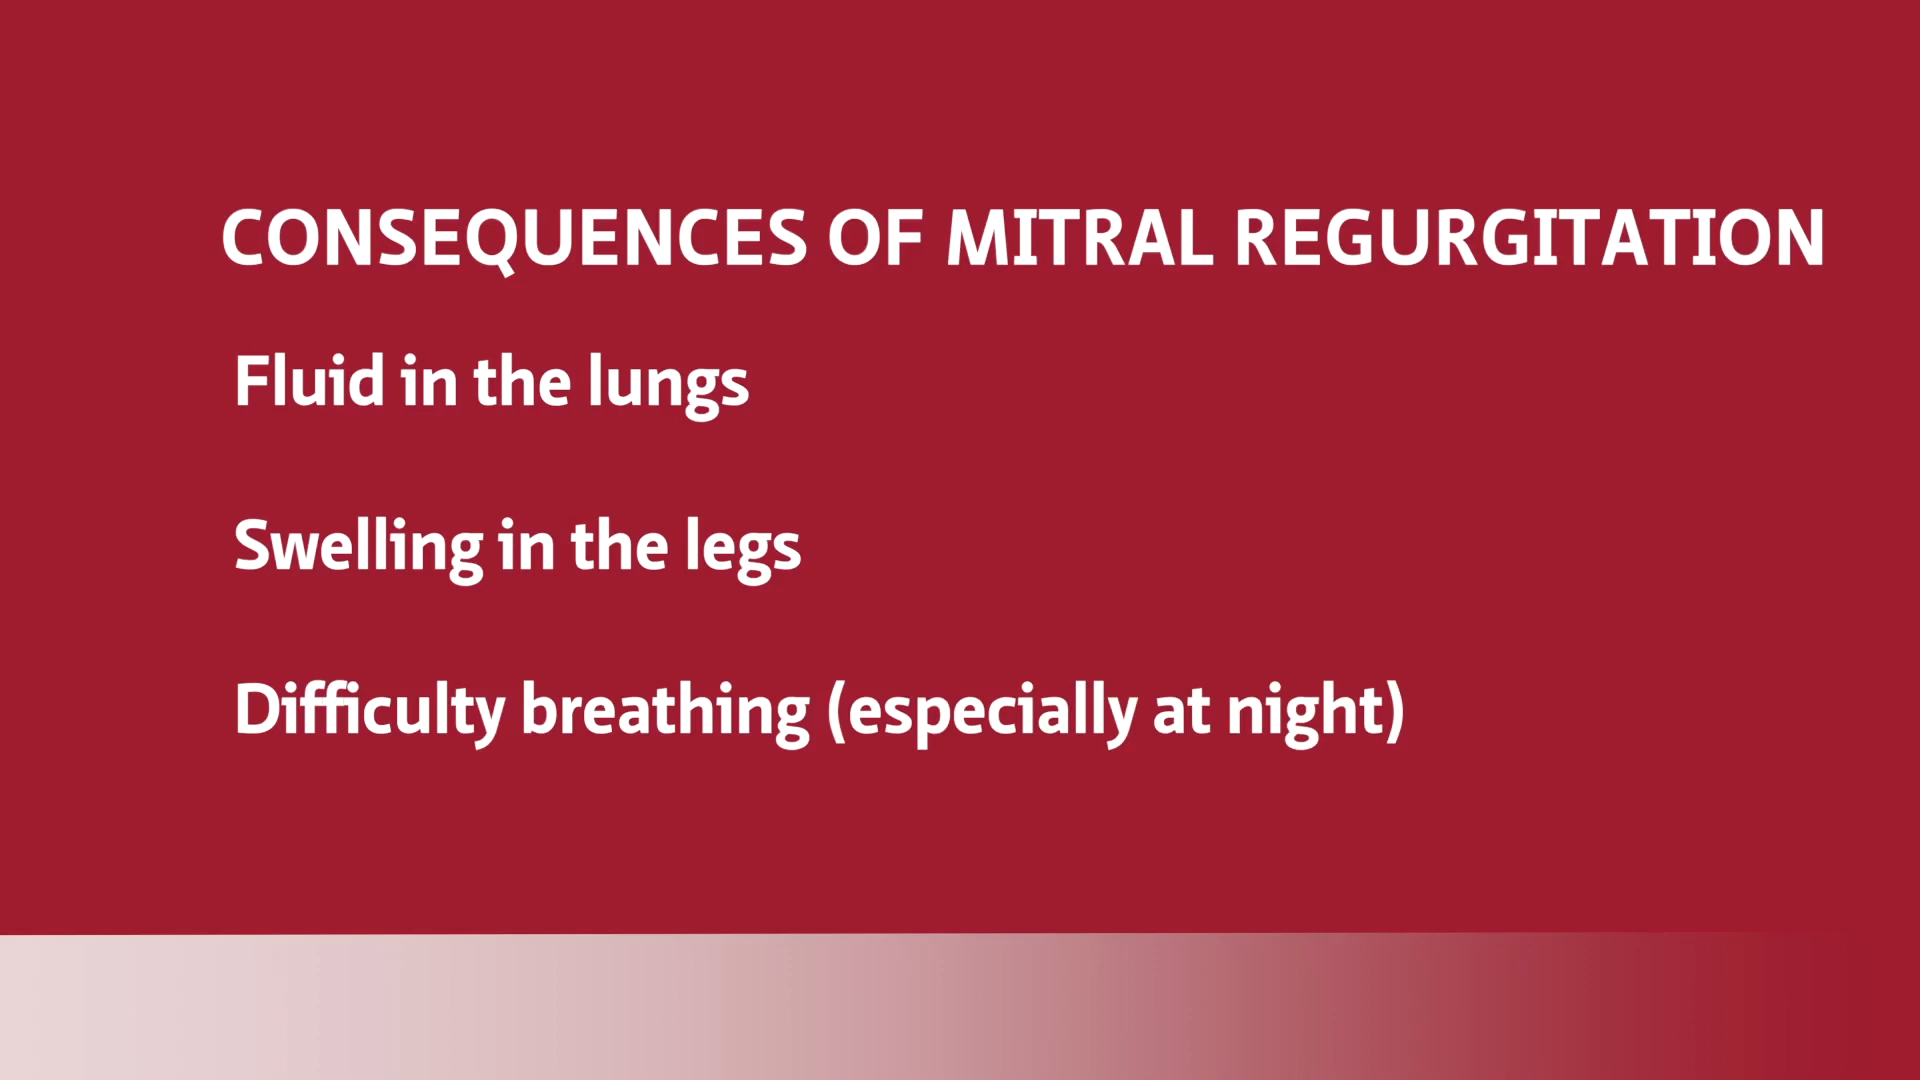 CONSEQUENCES OF MITRAL REGURGITATION
Fluid in the lungs
Swelling in the legs
Difficulty breathing (especially at night)